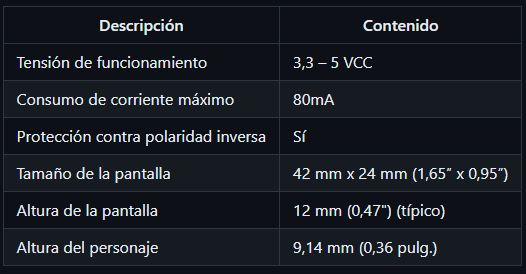 Descripción Contenido
Tensión de funcionamiento 3,3 – 5 VCC
Consumo de corriente máximo 80mA
Protección contra polaridad inversa Sí
Tamaño de la pantalla 42 mm x 24 mm (1,65″ x 0,95″)
Altura de la pantalla 12 mm (0,47") (típico)
Altura del personaje 9,14 mm (0,36 pulg.)